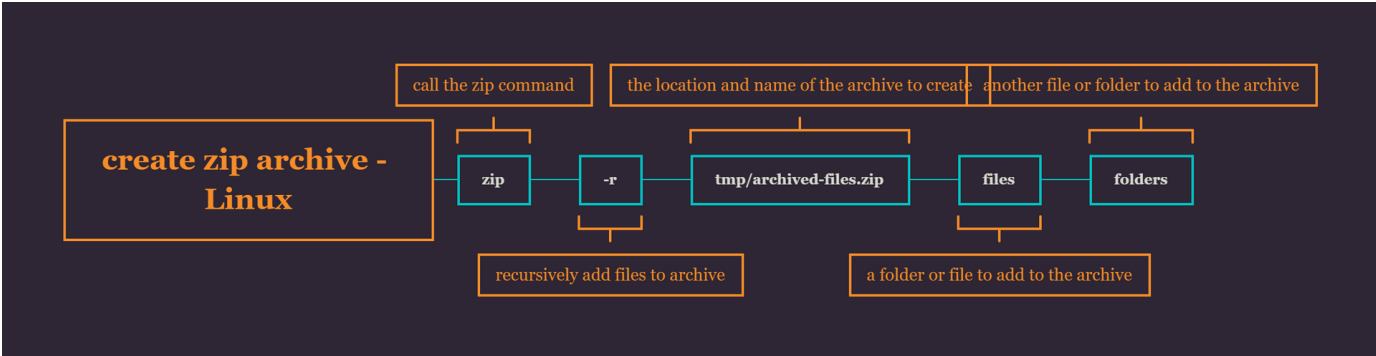 call the zip command
the location and name of the archive to create
another file or folder to add to the archive
create zip archive -
Linux
zip
-r
tmp/archived-files.zip
files
folders
recursively add files to archive
a folder or file to add to the archive